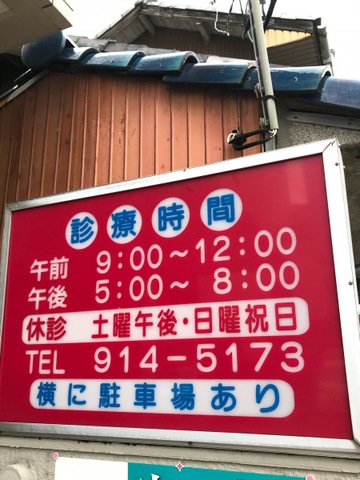 診療時間
午前 9:00～12:00
午後 5:00～ 8:00
休診 土曜午後・日曜祝日
TEL 914-5173
横に駐車場あり